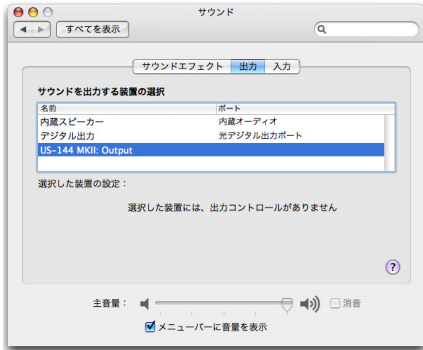 サウンド
すべてを表示
サウンドエフェクト 出力 入力
サウンドを出力する装置の選択
名前 ポート
内蔵スピーカー 内蔵オーディオ
デジタル出力 光デジタル出力ポート
US-144 MKII: Output
選択した装置の設定：
選択した装置には、出力コントロールがありません
?
主音量： 消音
メニューバーに音量を表示